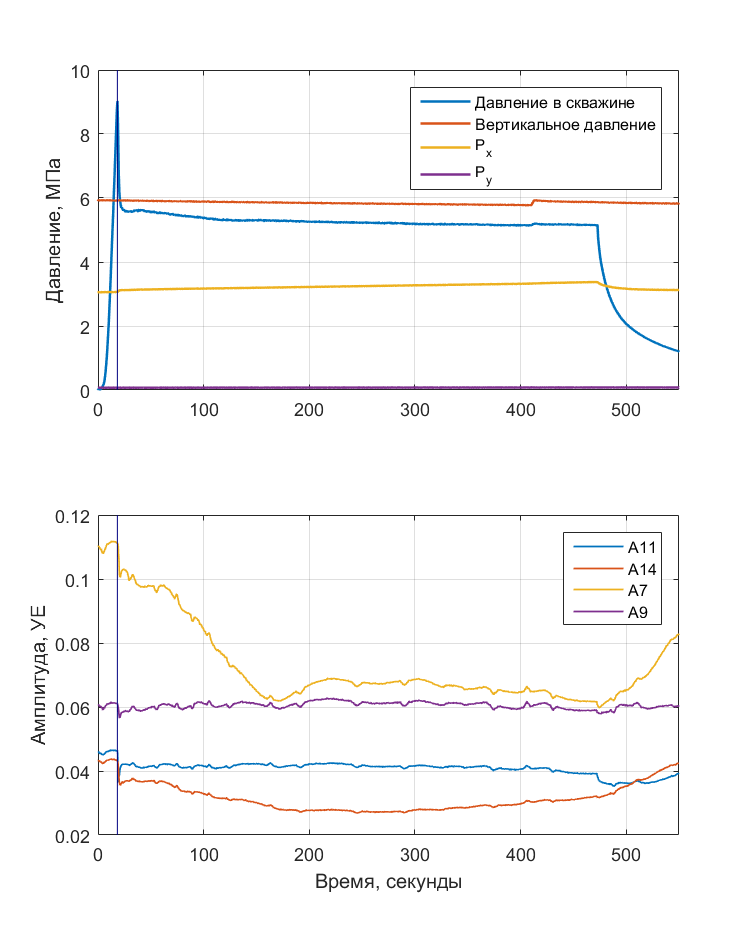 10
8
6
4
2
0
Давление, МПа
Давление в скважине
Вертикальное давление
Px
Py
0 100 200 300 400 500
0.12
0.1
0.08
0.06
0.04
0.02
Амплитуда, УЕ
A11
A14
A7
A9
0 100 200 300 400 500
Время, секунды